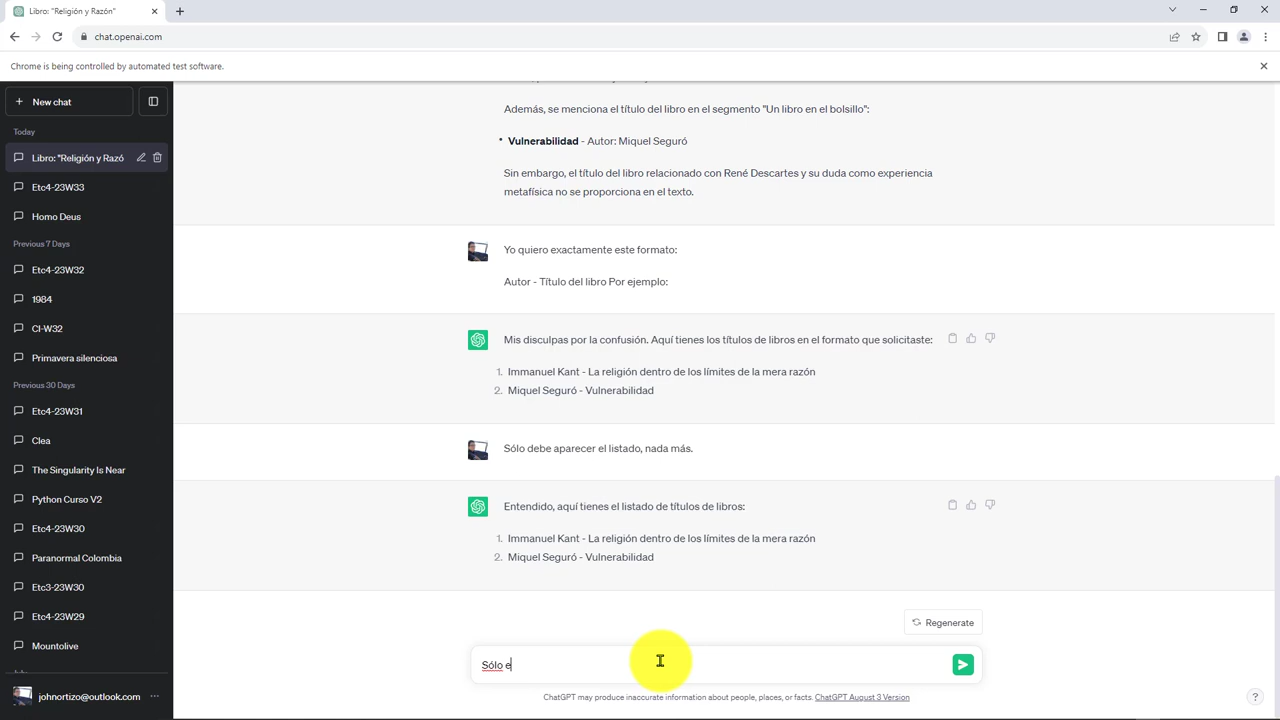 Libro: "Religión y Razón"
chat.openai.com
Chrome is being controlled by automated test software.
New chat
Today
Libro: "Religión y Razó
Etc4-23W33
Homo Deus
Previous 7 Days
Etc4-23W32
1984
CI-W32
Primavera silenciosa
Previous 30 Days
Etc4-23W31
Clea
The Singularity Is Near
Python Curso V2
Etc4-23W30
Paranormal Colombia
Etc3-23W30
Etc4-23W29
Mountolive
johnortizo@outlook.com
Además, se menciona el título del libro en el segmento "Un libro en el bolsillo":
• Vulnerabilidad - Autor: Miquel Seguró
Sin embargo, el título del libro relacionado con René Descartes y su duda como experiencia
metafísica no se proporciona en el texto.
Yo quiero exactamente este formato:
Autor - Título del libro Por ejemplo:
Mis disculpas por la confusión. Aquí tienes los títulos de libros en el formato que solicitaste:
1. Immanuel Kant - La religión dentro de los límites de la mera razón
2. Miquel Seguró - Vulnerabilidad
Sólo debe aparecer el listado, nada más.
Entendido, aquí tienes el listado de títulos de libros:
1. Immanuel Kant - La religión dentro de los límites de la mera razón
2. Miquel Seguró - Vulnerabilidad
Regenerate
Sólo e
ChatGPT may produce inaccurate information about people, places, or facts. ChatGPT August 3 Version
?